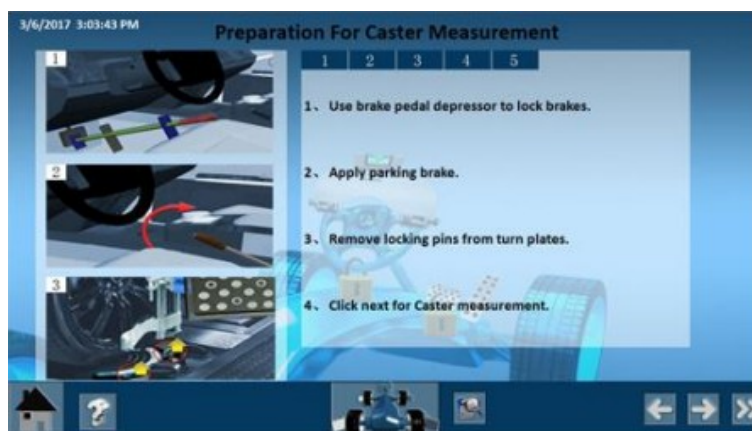 3/6/2017 3:03:43 PM
Preparation For Caster Measurement
1 2 3 4 5
1、Use brake pedal depressor to lock brakes.
2、Apply parking brake.
3、Remove locking pins from turn plates.
4、Click next for Caster measurement.
1
2
3